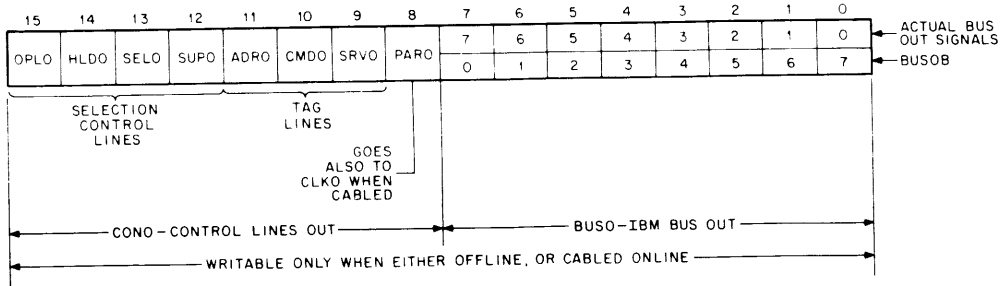 15 14 13 12 11 10 9 8 7 6 5 4 3 2 1 0
OPLO HLDO SELO SUPO ADRO CMDO SRVO PARO
7 6 5 4 3 2 1 0
ACTUAL BUS
OUT SIGNALS
0 1 2 3 4 5 6 7
BUSOB
SELECTION
CONTROL
LINES
TAG
LINES
GOES
ALSO TO
CLKO WHEN
CABLED
CONO-CONTROL LINES OUT
BUSO-IBM BUS OUT
WRITABLE ONLY WHEN EITHER OFFLINE, OR CABLED ONLINE